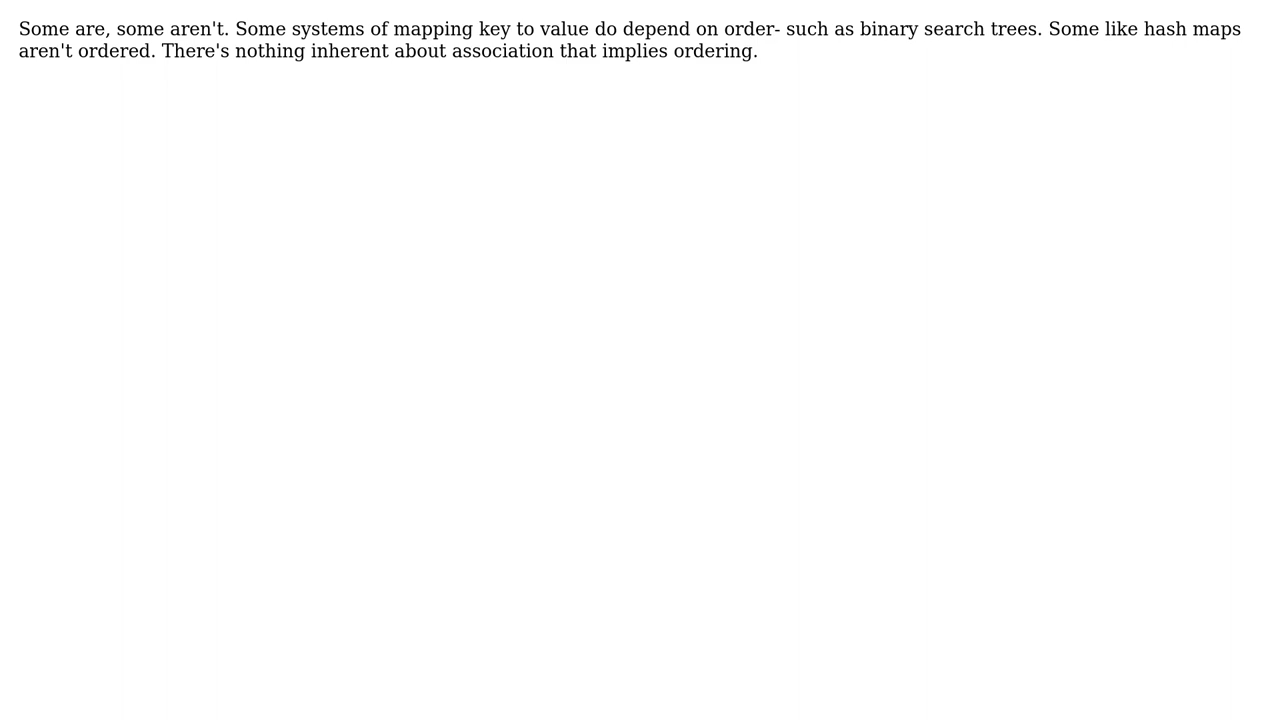 Some are, some aren't. Some systems of mapping key to value do depend on order- such as binary search trees. Some like hash maps
aren't ordered. There's nothing inherent about association that implies ordering.